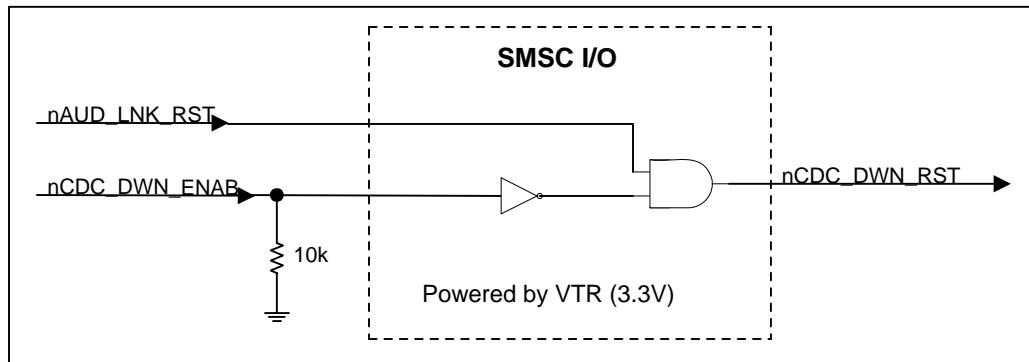 SMSC I/O
nAUD_LNK_RST
nCDC_DWN_ENAB
nCDC_DWN_RST
10k
Powered by VTR (3.3V)